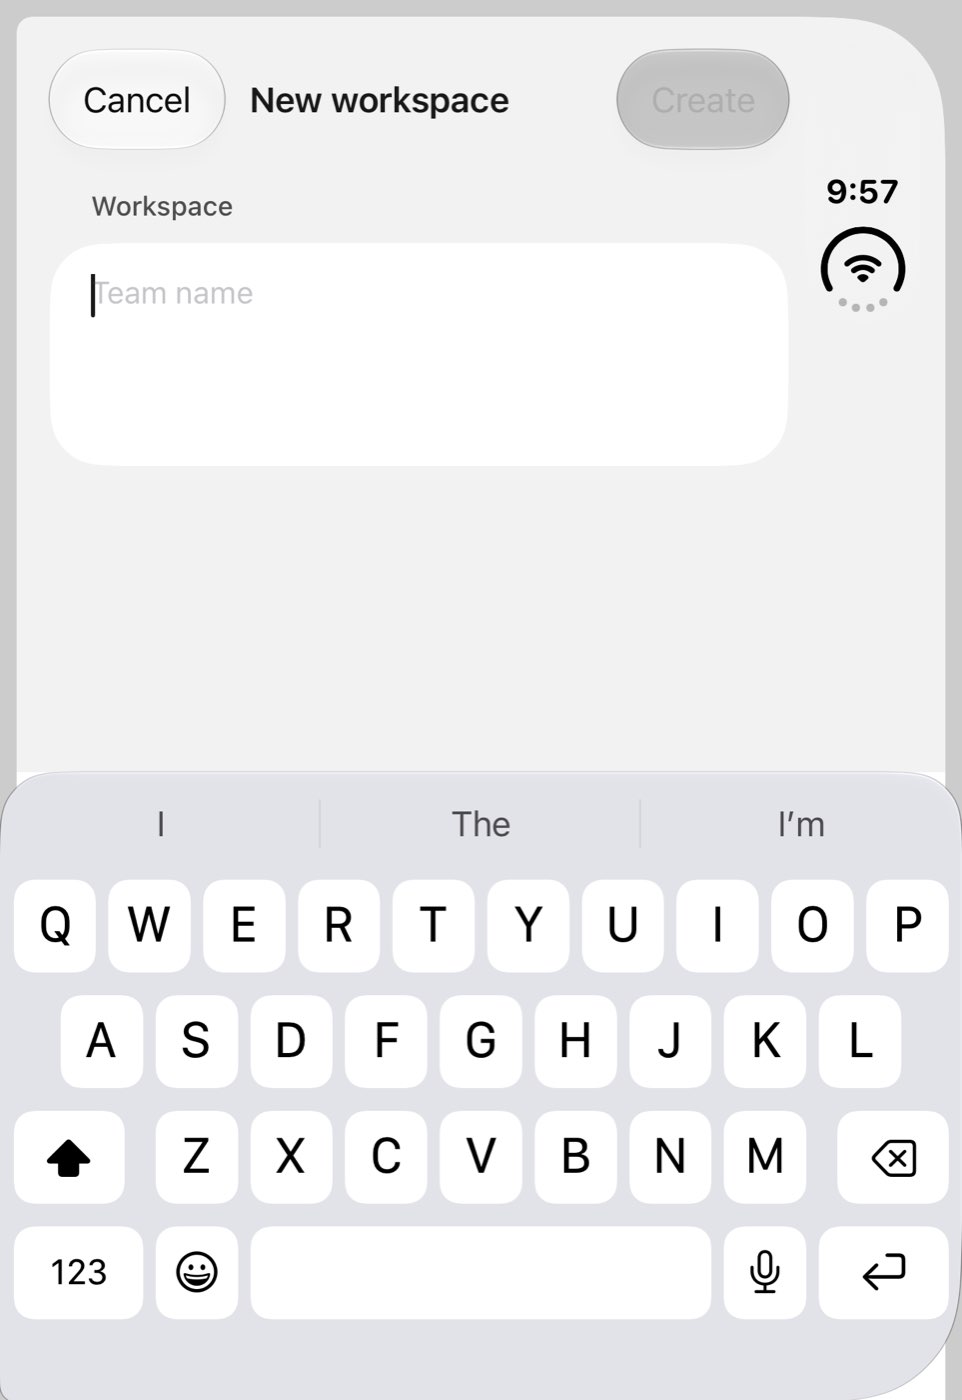 Cancel New workspace Create
9:57
Workspace
Team name
I The I’m
Q W E R T Y U I O P
A S D F G H J K L
Z X C V B N M
123